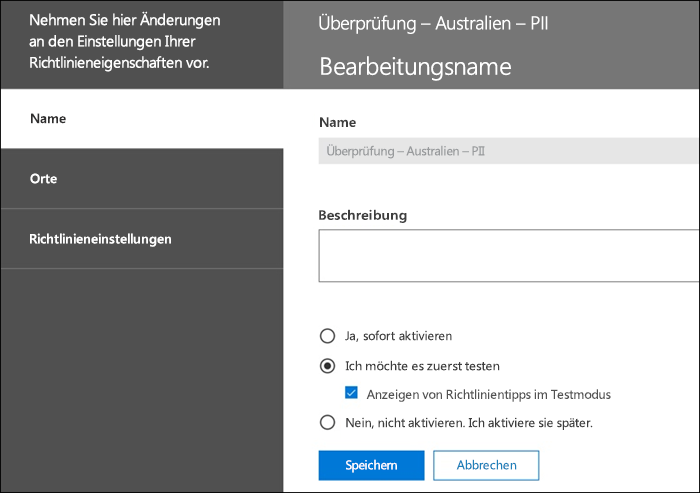 Nehmen Sie hier Änderungen
an den Einstellungen Ihrer
Richtlinieneigenschaften vor.
Name
Orte
Richtlinieneinstellungen
Überprüfung – Australien – PII
Bearbeitungsname
Name
Überprüfung – Australien – PII
Beschreibung
Ja, sofort aktivieren
Ich möchte es zuerst testen
Anzeigen von Richtlinientipps im Testmodus
Nein, nicht aktivieren. Ich aktiviere sie später.
Speichern
Abbrechen